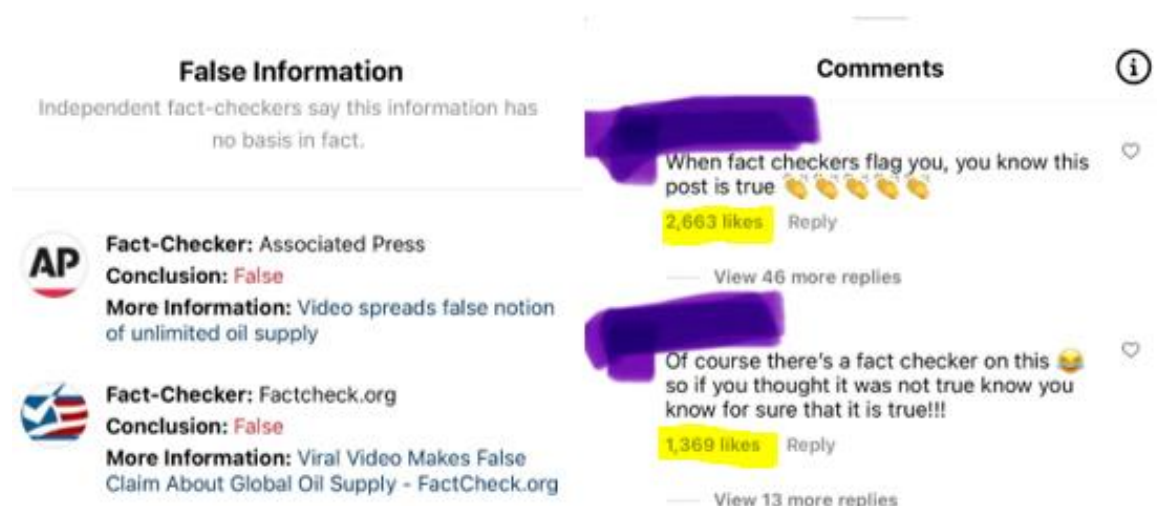 False Information
Independent fact-checkers say this information has
no basis in fact.
AP
Fact-Checker: Associated Press
Conclusion: False
More Information: Video spreads false notion
of unlimited oil supply
Fact-Checker: Factcheck.org
Conclusion: False
More Information: Viral Video Makes False
Claim About Global Oil Supply - FactCheck.org
Comments
When fact checkers flag you, you know this
post is true 👏👏👏👏👏
2,663 likes Reply
View 46 more replies
Of course there's a fact checker on this 😂
so if you thought it was not true know you
know for sure that it is true!!!
1,369 likes Reply
View 13 more replies